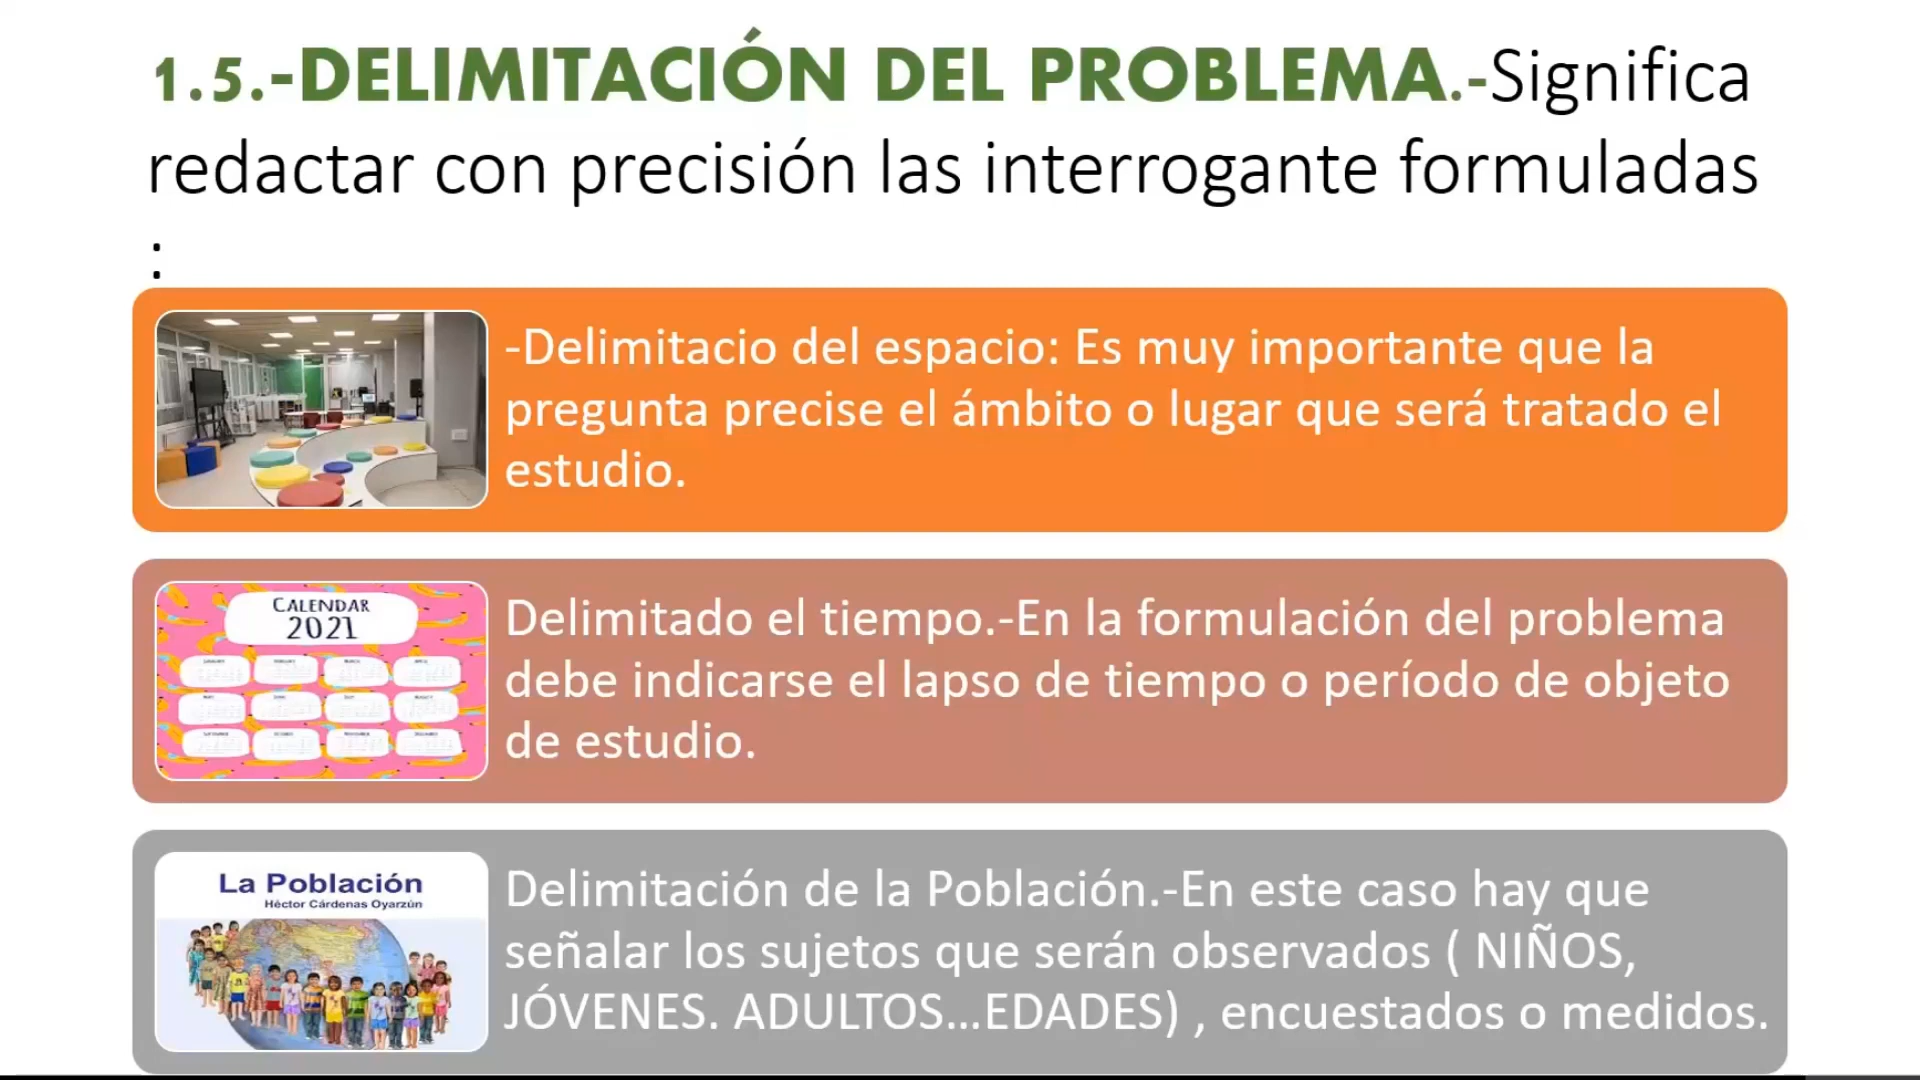 1.5.-DELIMITACIÓN DEL PROBLEMA.-Significa
redactar con precisión las interrogante formuladas
:
-Delimitacio del espacio: Es muy importante que la
pregunta precise el ámbito o lugar que será tratado el
estudio.
CALENDAR
2021
Delimitado el tiempo.-En la formulación del problema
debe indicarse el lapso de tiempo o período de objeto
de estudio.
La Población
Héctor Cárdenas Oyarzún
Delimitación de la Población.-En este caso hay que
señalar los sujetos que serán observados ( NIÑOS,
JÓVENES. ADULTOS...EDADES) , encuestados o medidos.